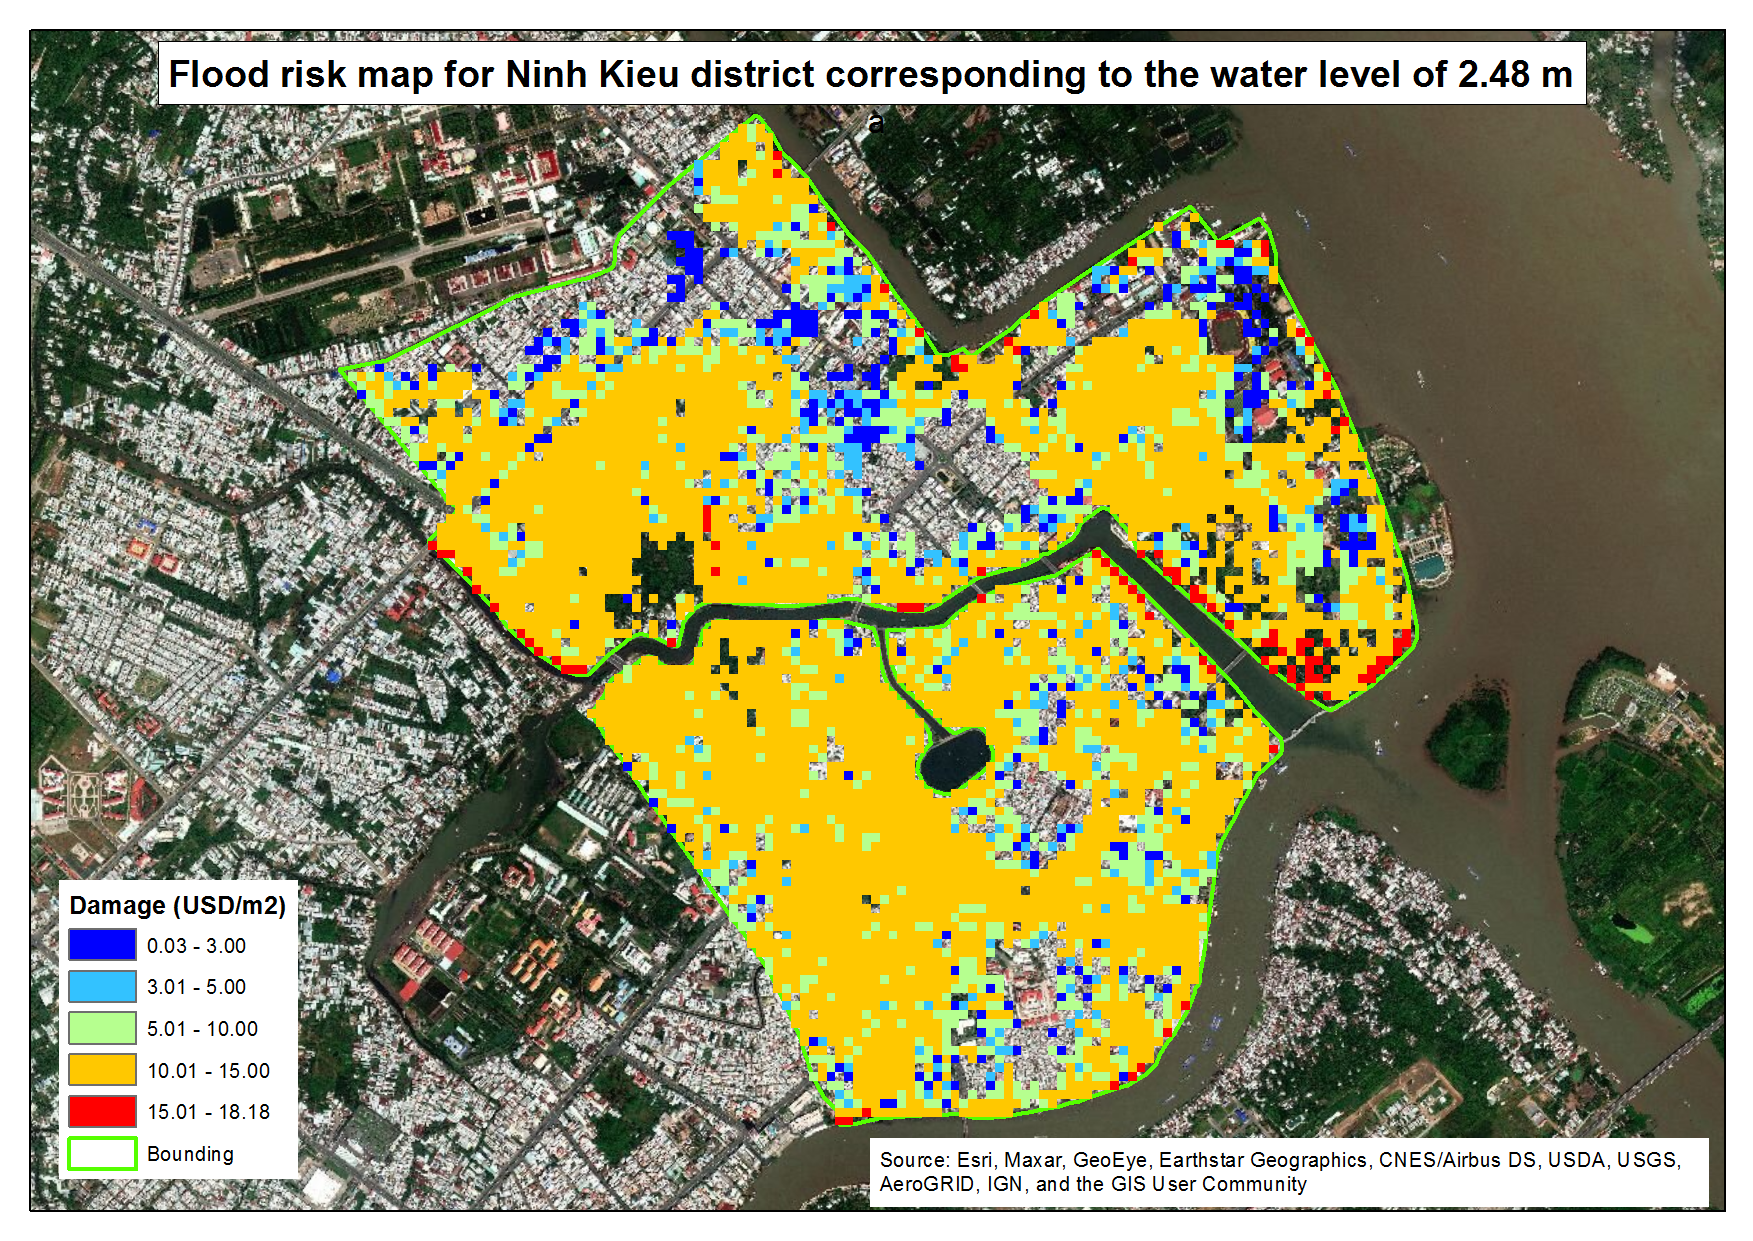 Flood risk map for Ninh Kieu district corresponding to the water level of 2.48 m
a
Damage (USD/m2)
0.03 - 3.00
3.01 - 5.00
5.01 - 10.00
10.01 - 15.00
15.01 - 18.18
Bounding
Source: Esri, Maxar, GeoEye, Earthstar Geographics, CNES/Airbus DS, USDA, USGS,
AeroGRID, IGN, and the GIS User Community